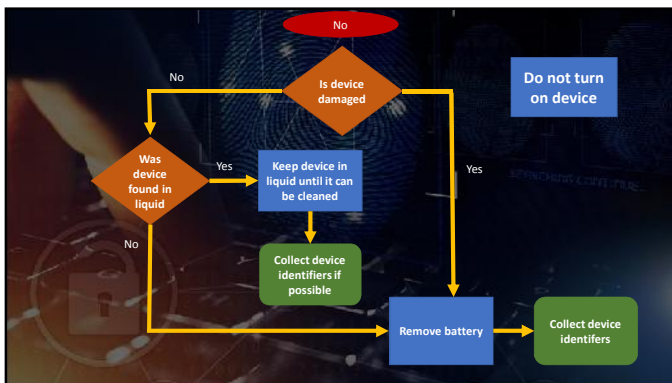 No
Is device
damaged
Do not turn
on device
No
Was
device
found in
liquid
Yes
Keep device in
liquid until it can
be cleaned
Yes
No
Collect device
identifiers if
possible
Remove battery
Collect device
identifers